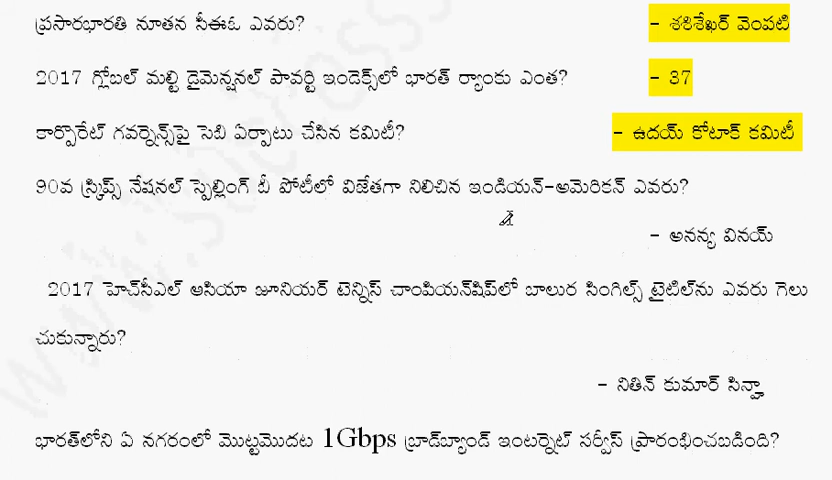 ప్రసారభారతి నూతన సీఈఓ ఎవరు? - శశిశేఖర్ వెంపటి
2017 గ్లోబల్ మల్టి డైమెన్షనల్ పావర్టి ఇండెక్స్‌లో భారత్ ర్యాంకు ఎంత? - 37
కార్పొరేట్ గవర్నెన్స్‌పై సెబి ఏర్పాటు చేసిన కమిటీ? - ఉదయ్ కోటాక్ కమిటీ
90వ స్క్రిప్స్ నేషనల్ స్పెల్లింగ్ బీ పోటీలో విజేతగా నిలిచిన ఇండియన్-అమెరికన్ ఎవరు?
- అనన్య వినయ్
2017 హెచ్‌సీఎల్ ఆసియా జూనియర్ టెన్నిస్ చాంపియన్‌షిప్‌లో బాలుర సింగిల్స్ టైటిల్‌ను ఎవరు గెలు
చుకున్నారు?
- నితిన్ కుమార్ సిన్హా
భారత్‌లోని ఏ నగరంలో మొట్టమొదట 1Gbps బ్రాడ్‌బ్యాండ్ ఇంటర్నెట్ సర్వీస్ ప్రారంభించబడింది?